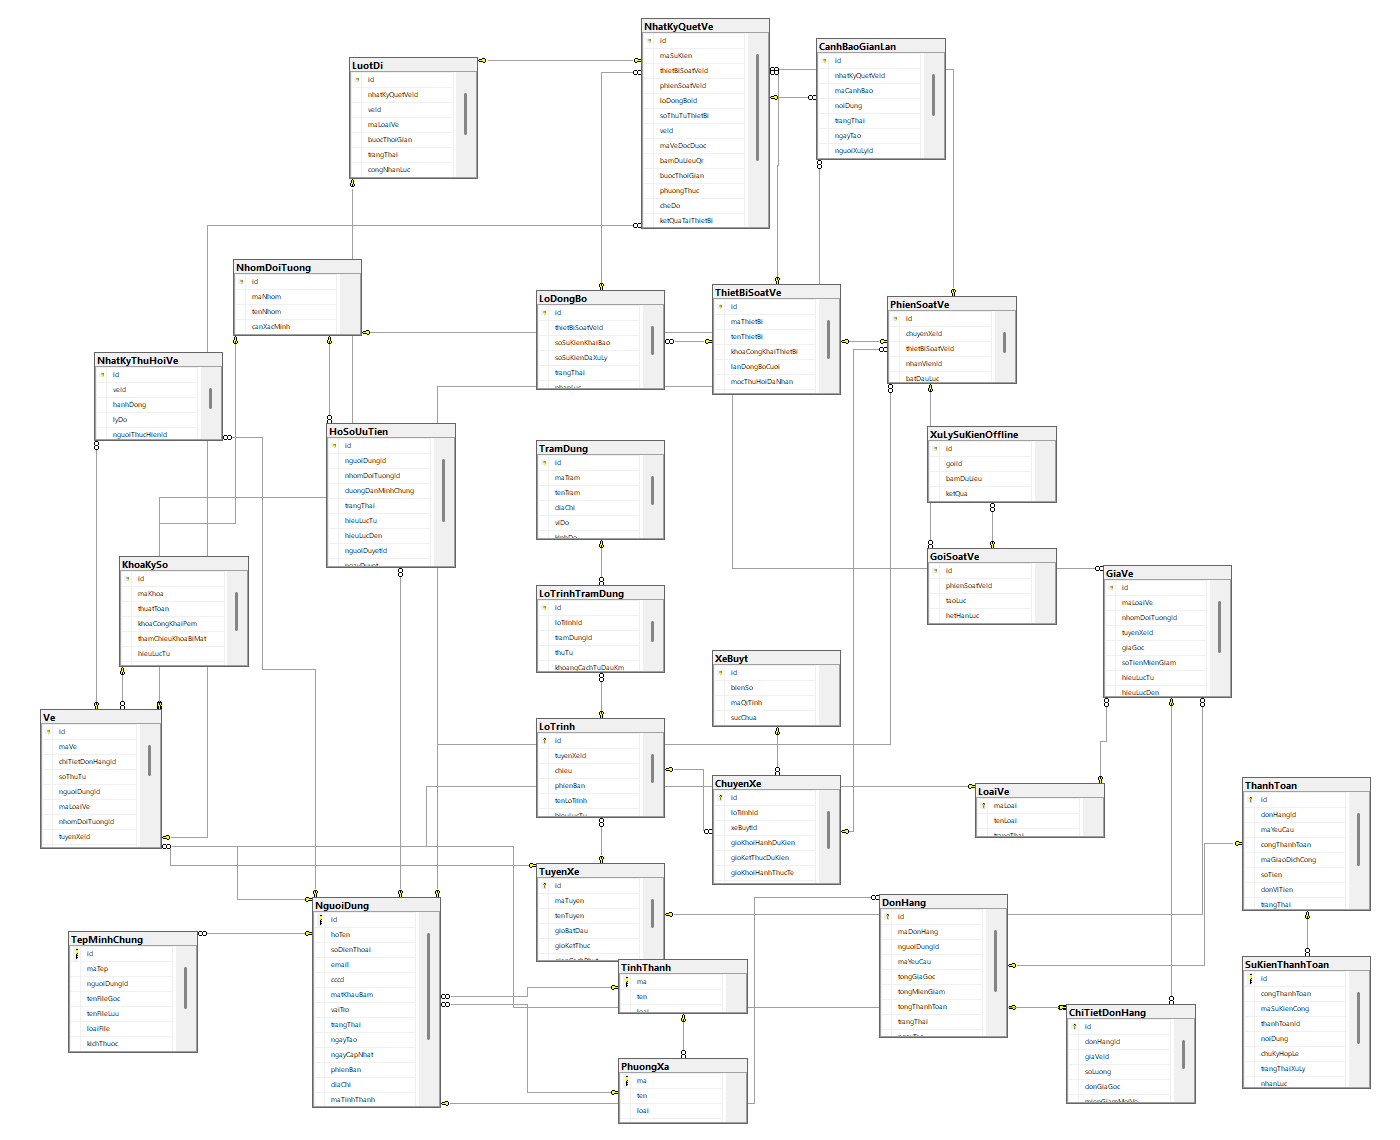 NhatKyQuetVe
id
maSuKien
thietBiSoatVeId
phienSoatVeId
loDongBoId
soThuTuThietBi
veId
maVeDocDuoc
bamDuLieuQr
buocThoiGian
phuongThuc
cheDo
ketQuaTaiThietBi
CanhBaoGianLan
id
nhatKyQuetVeId
maCanhBao
noiDung
trangThai
ngayTao
nguoiXuLyId
LuotDi
id
nhatKyQuetVeId
veId
maLoaiVe
buocThoiGian
trangThai
congNhanLuc
NhomDoiTuong
id
maNhom
tenNhom
canXacMinh
LoDongBo
id
thietBiSoatVeId
soSuKienKhaiBao
soSuKienDaXuLy
trangThai
nhanLuc
ThietBiSoatVe
id
maThietBi
tenThietBi
khoaCongKhaiThietBi
lanDongBoCuoi
mocThuHoiDaNhan
PhienSoatVe
id
chuyenXeId
thietBiSoatVeId
nhanVienId
batDauLuc
NhatKyThuHoiVe
id
veId
hanhDong
lyDo
nguoiThucHienId
HoSoUuTien
id
nguoiDungId
nhomDoiTuongId
duongDanMinhChung
trangThai
hieuLucTu
hieuLucDen
nguoiDuyetId
ngayDuyet
TramDung
id
maTram
tenTram
diaChi
viDo
kinhDo
XuLySuKienOffline
id
goiId
bamDuLieu
ketQua
KhoaKySo
id
maKhoa
thuatToan
khoaCongKhaiPem
thamChieuKhoaBiMat
hieuLucTu
LoTrinhTramDung
id
loTrinhId
tramDungId
thuTu
khoangCachTuDauKm
GoiSoatVe
id
phienSoatVeId
taoLuc
hetHanLuc
GiaVe
id
maLoaiVe
nhomDoiTuongId
tuyenXeId
giaGoc
soTienMienGiam
hieuLucTu
hieuLucDen
XeBuyt
id
bienSo
maQrTinh
sucChua
Ve
id
maVe
chiTietDonHangId
soThuTu
nguoiDungId
maLoaiVe
nhomDoiTuongId
tuyenXeId
LoTrinh
id
tuyenXeId
chieu
phienBan
tenLoTrinh
hieuLucTu
ChuyenXe
id
loTrinhId
xeBuytId
gioKhoiHanhDuKien
gioKetThucDuKien
gioKhoiHanhThucTe
LoaiVe
maLoai
tenLoai
trangThai
ThanhToan
id
donHangId
maYeuCau
congThanhToan
maGiaoDichCong
soTien
donViTien
trangThai
TuyenXe
id
maTuyen
tenTuyen
gioBatDau
gioKetThuc
NguoiDung
id
hoTen
soDienThoai
email
cccd
matKhauBam
vaiTro
trangThai
ngayTao
ngayCapNhat
phienBan
diaChi
maTinhThanh
DonHang
id
maDonHang
nguoiDungId
maYeuCau
tongGiaGoc
tongMienGiam
tongThanhToan
trangThai
ngayTao
TepMinhChung
id
maTep
nguoiDungId
tenFileGoc
tenFileLuu
loaiFile
kichThuoc
TinhThanh
ma
ten
loai
SuKienThanhToan
id
congThanhToan
maSuKienCong
thanhToanId
noiDung
chuKyHopLe
trangThaiXuLy
nhanLuc
ChiTietDonHang
id
donHangId
giaVeId
soLuong
donGiaGoc
mienGiamMoiVe
PhuongXa
ma
ten
loai